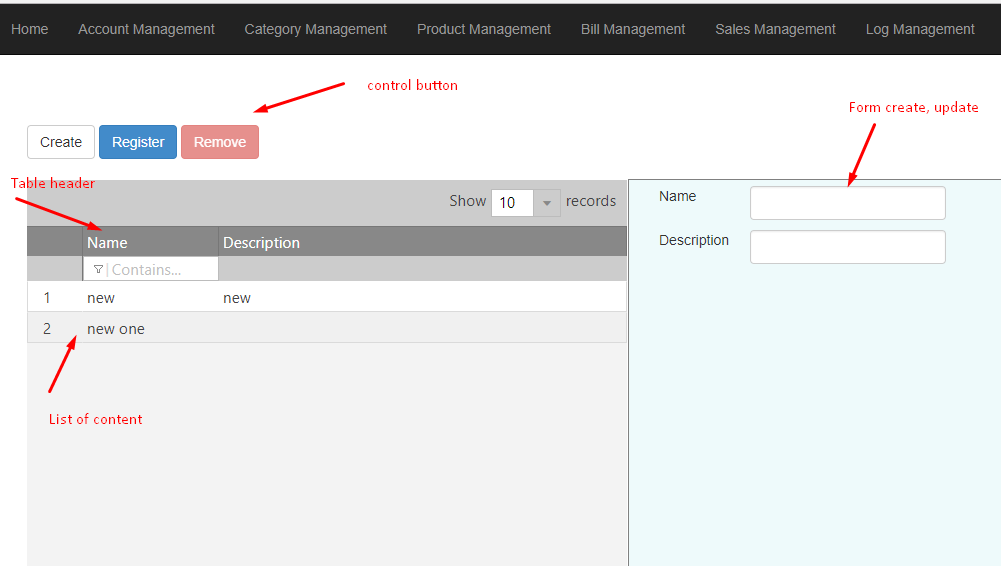 Home Account Management Category Management Product Management Bill Management Sales Management Log Management
control button
Form create, update
Create Register Remove
Table header
Show 10 records
Name
Name Description
Description
Contains...
1 new new
2 new one
List of content